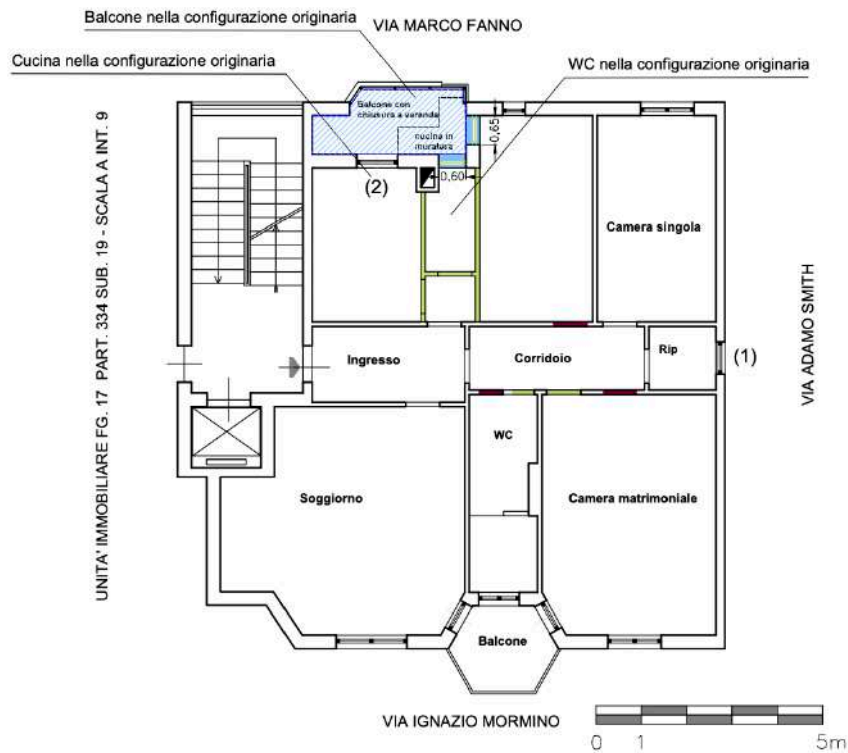 Balcone nella configurazione originaria
VIA MARCO FANNO
Cucina nella configurazione originaria
WC nella configurazione originaria
Balcone con
chiusura a veranda
cucina in
muratura
0,65
0,60
(2)
UNITA' IMMOBILIARE FG. 17 PART. 334 SUB. 19 - SCALA A INT. 9
Camera singola
VIA ADAMO SMITH
Ingresso
Corridoio
Rip
(1)
WC
Soggiorno
Camera matrimoniale
Balcone
VIA IGNAZIO MORMINO
0 1 5m